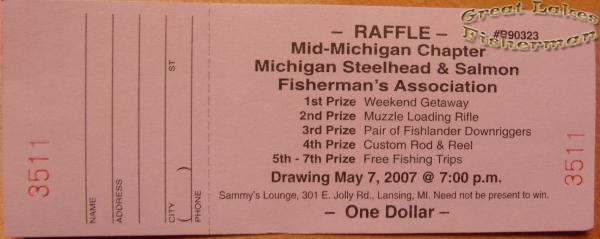 3511
NAME
ADDRESS
CITY ST
( ) PHONE
– RAFFLE –
#R90323
Great Lakes
Fisherman
Mid-Michigan Chapter
Michigan Steelhead & Salmon
Fisherman's Association
1st Prize Weekend Getaway
2nd Prize Muzzle Loading Rifle
3rd Prize Pair of Fishlander Downriggers
4th Prize Custom Rod & Reel
5th - 7th Prize Free Fishing Trips
Drawing May 7, 2007 @ 7:00 p.m.
Sammy's Lounge, 301 E. Jolly Rd., Lansing, MI. Need not be present to win.
– One Dollar –
3511